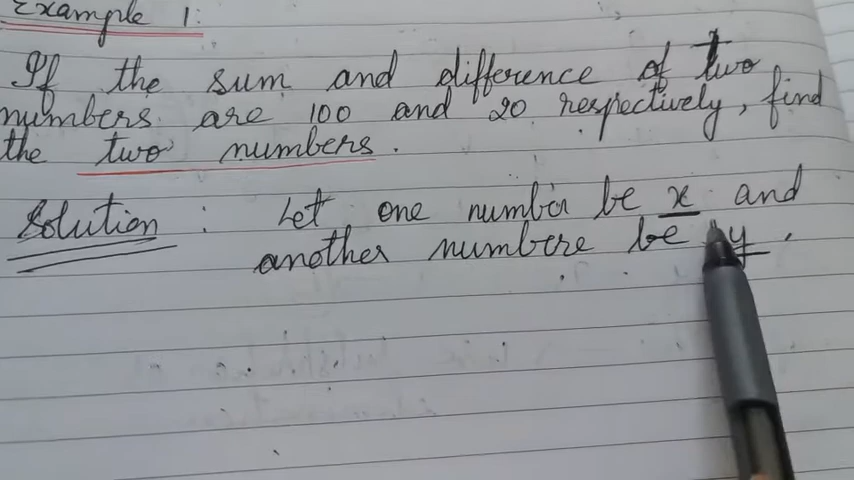 Example 1:
If the sum and difference of two
numbers are 100 and 20 respectively, find
the two numbers.
Solution : Let one number be x and
another numbere be y.